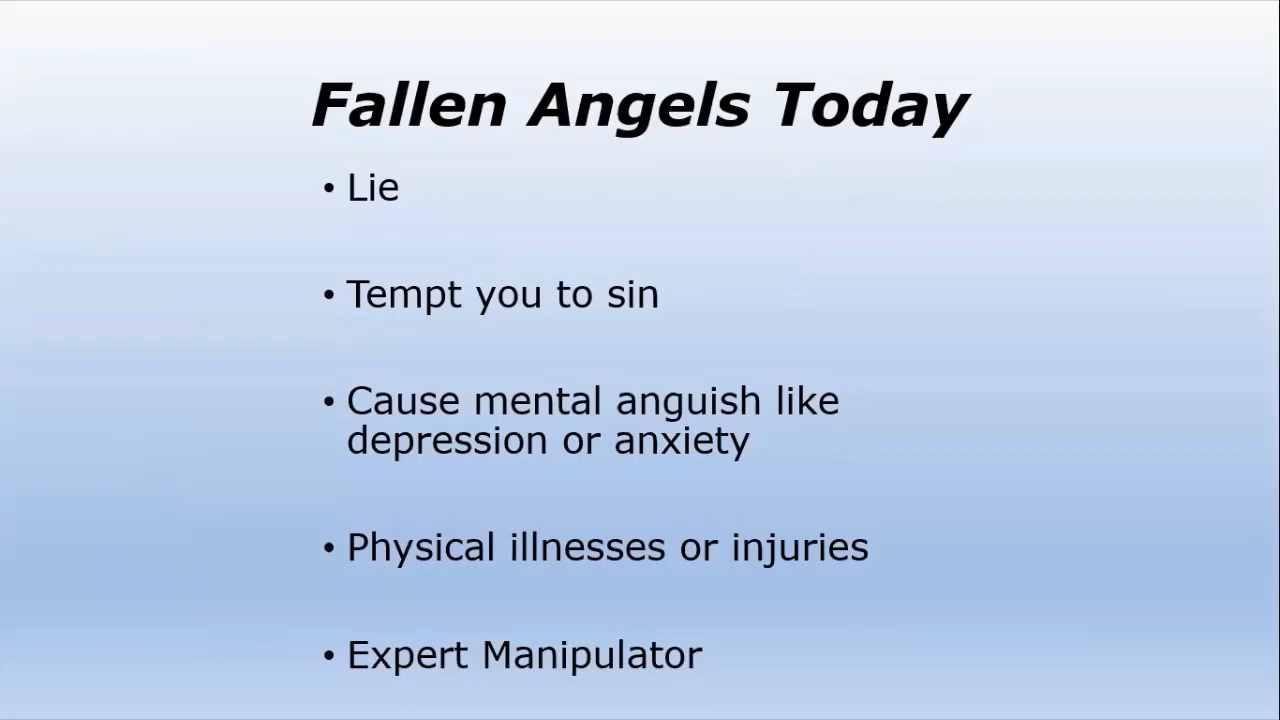 Fallen Angels Today
• Lie
• Tempt you to sin
• Cause mental anguish like
depression or anxiety
• Physical illnesses or injuries
• Expert Manipulator